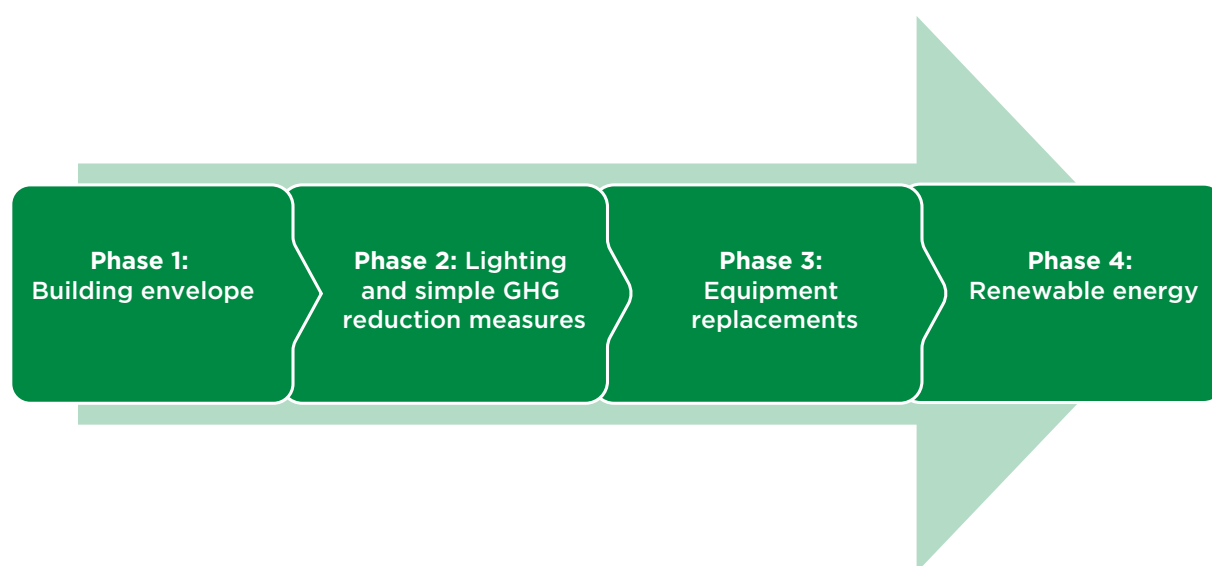 Phase 1:
Building envelope
Phase 2: Lighting
and simple GHG
reduction measures
Phase 3:
Equipment
replacements
Phase 4:
Renewable energy